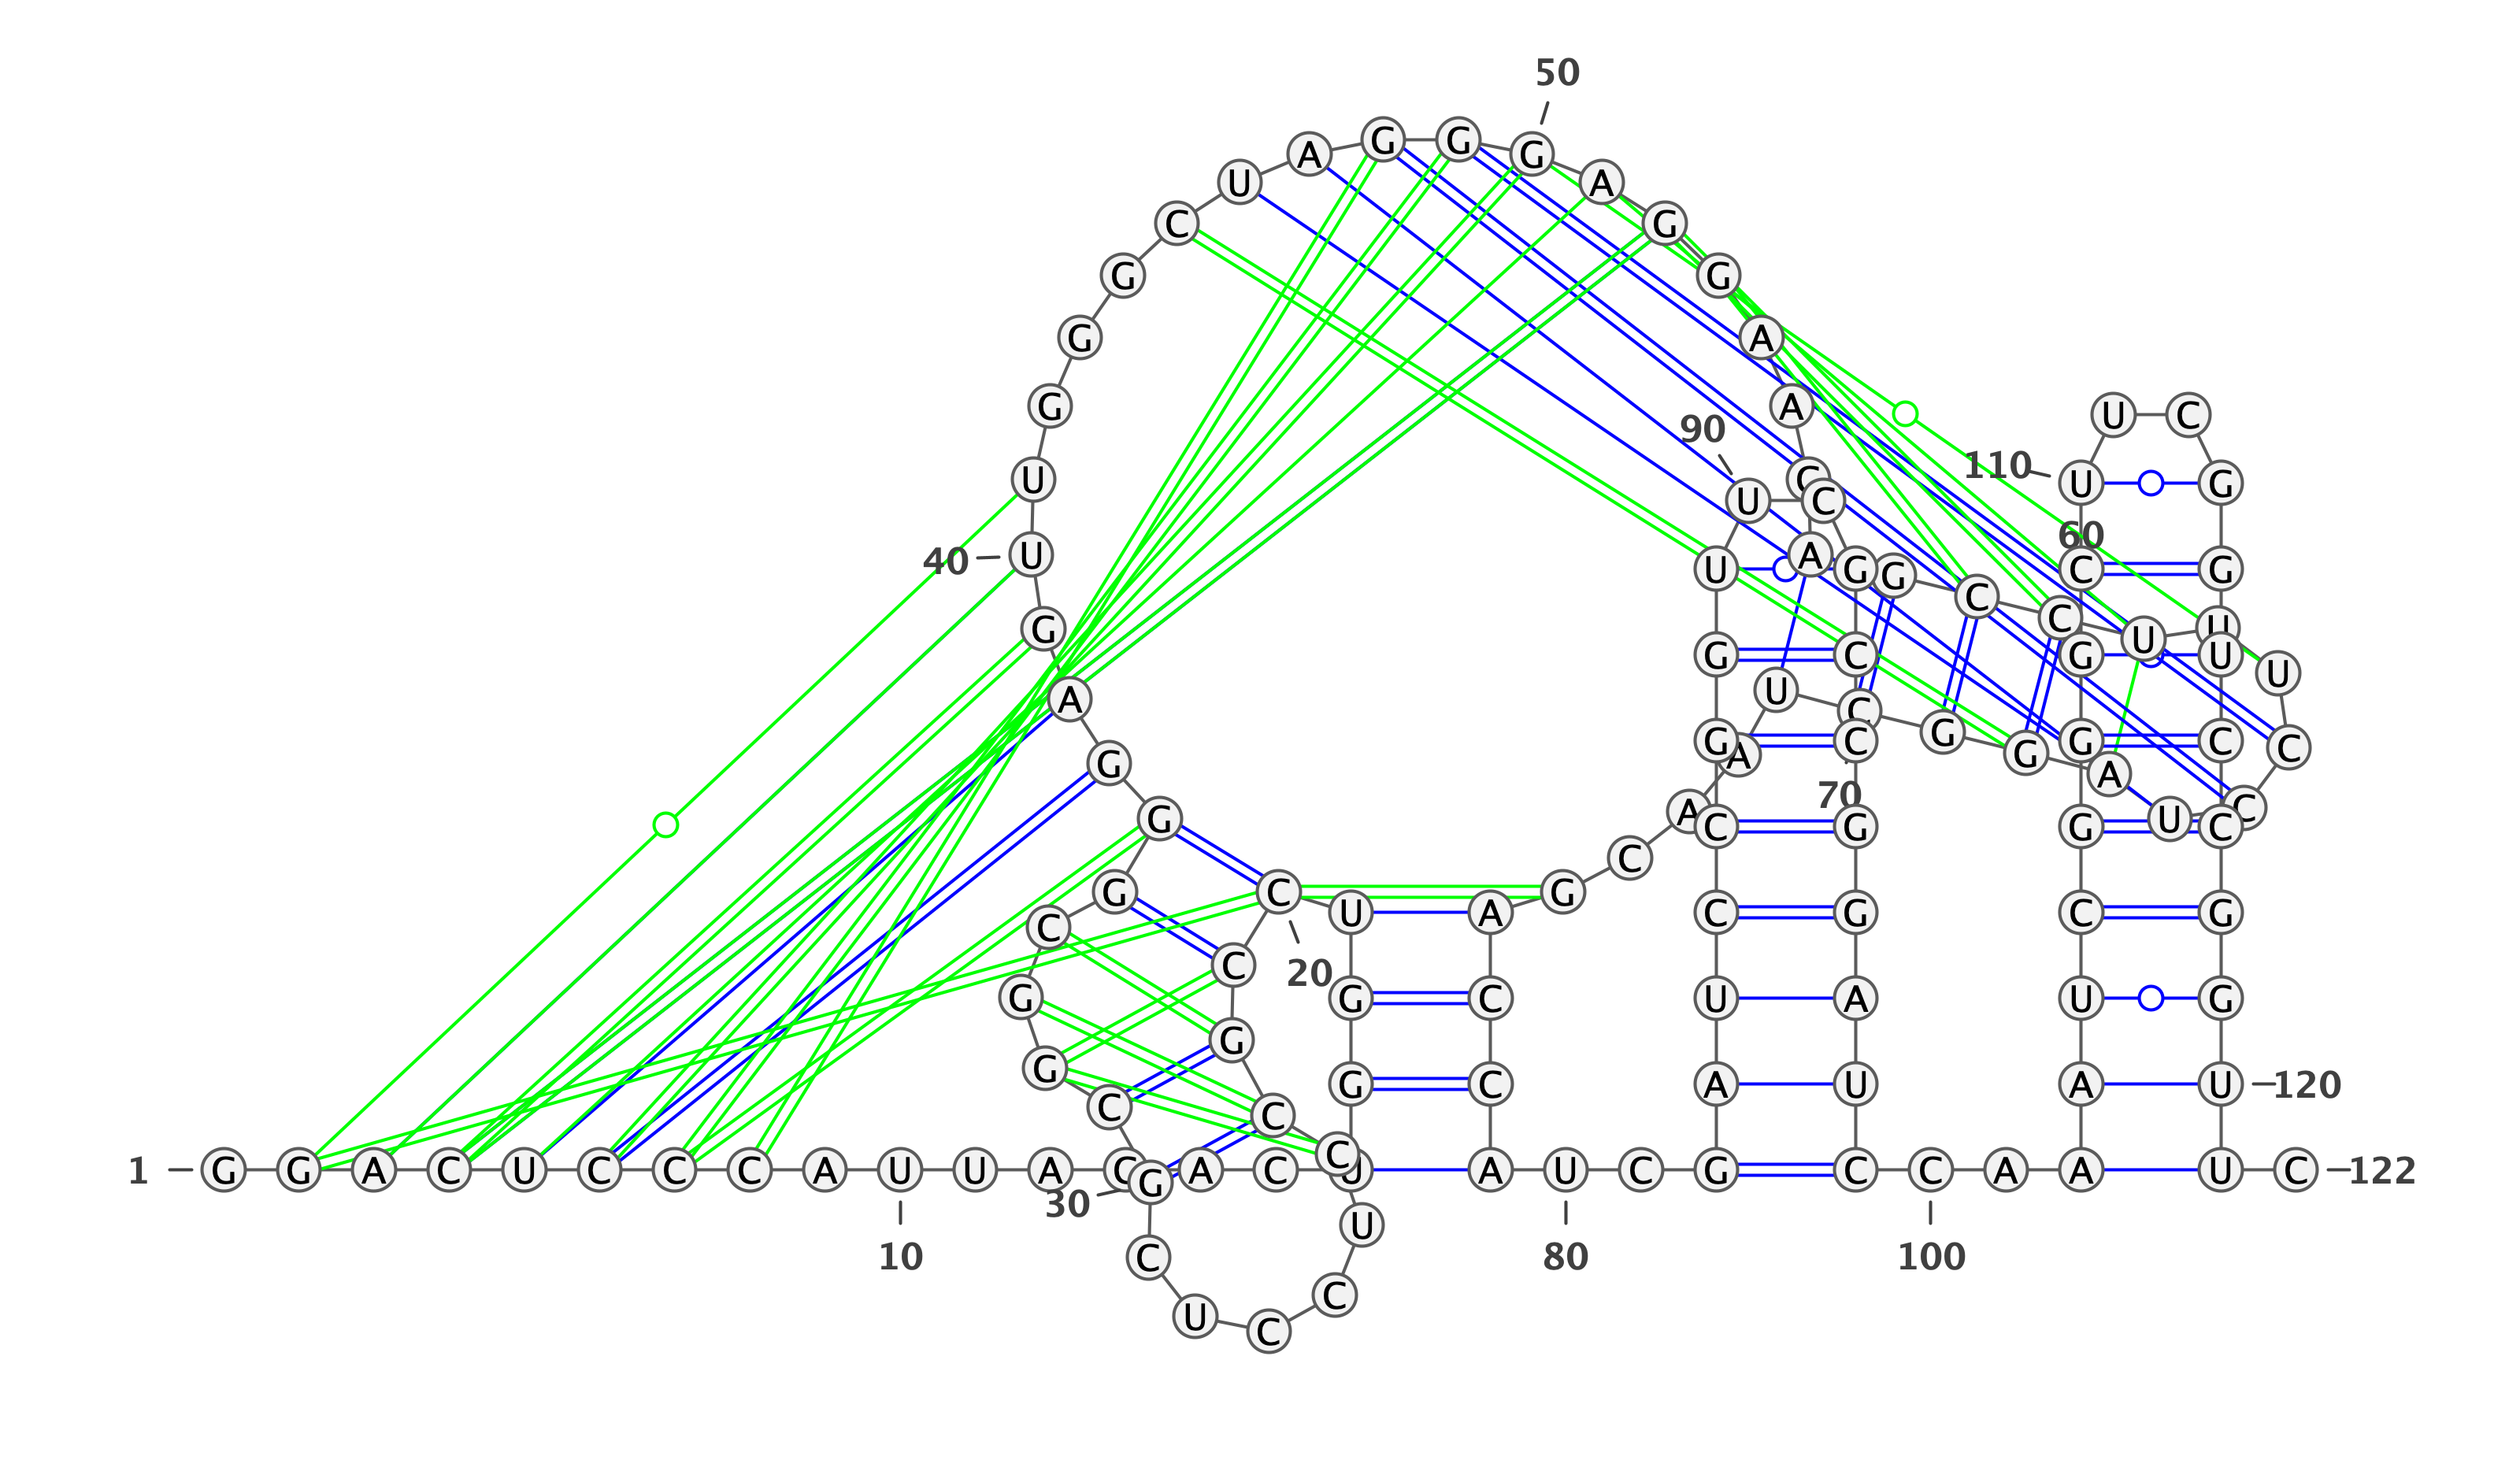 50
G G
A G
U A
C G
G G
G A
G A U C
90
110
U U G
U C
60
40 U A U G G C G
C C
G U U
G C G U
A U C U
G G A G C G G C C
A
70
G A U C
C G G C
C
G C U A G C G C G
C
C
20
G G C U A U G
G
G G C A U A U 120
C C
1 G G A C U C C C A U U A C A C U A U C G C C A A U C 122
G C
30
U
10 C 80 100
C
U C